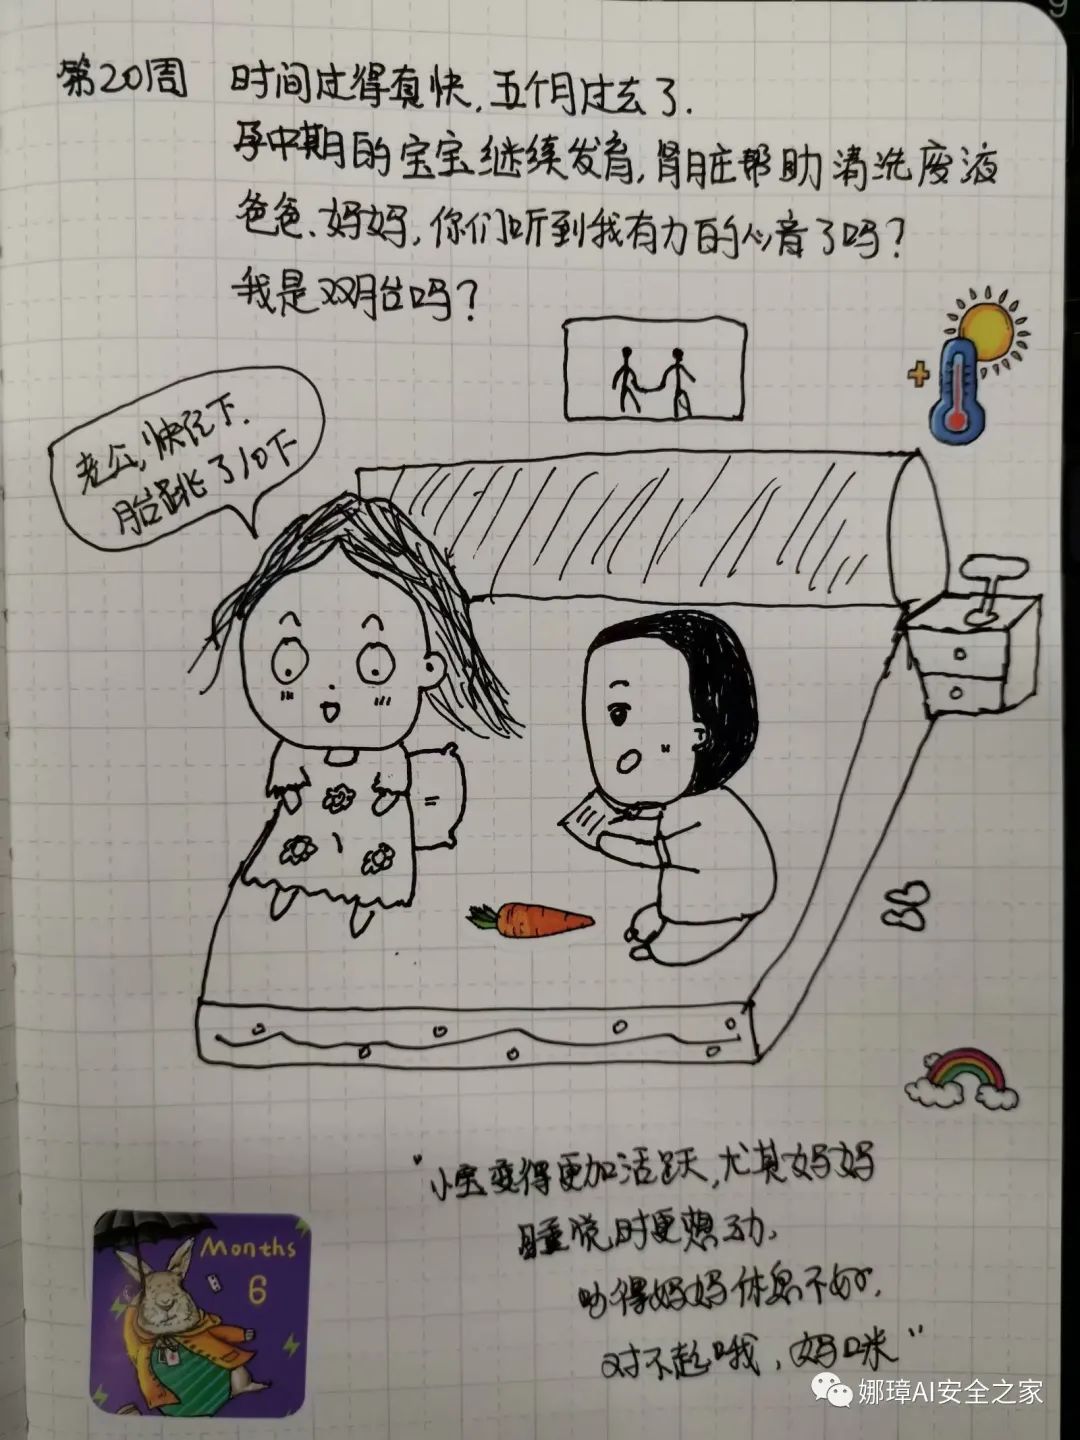 第20周 时间过得真快,五个月过去了.
孕中期的宝宝继续发育,肾脏帮助清洗废液
爸爸、妈妈,你们听到我有力的心音了吗?
我是双胎吗?
老公,快记下.
胎跳了10下
"小宝变得更加活跃,尤其妈妈
睡觉时更想动,
吵得妈妈休息不好,
对不起哦,妈咪"
Months
6
娜璋AI安全之家